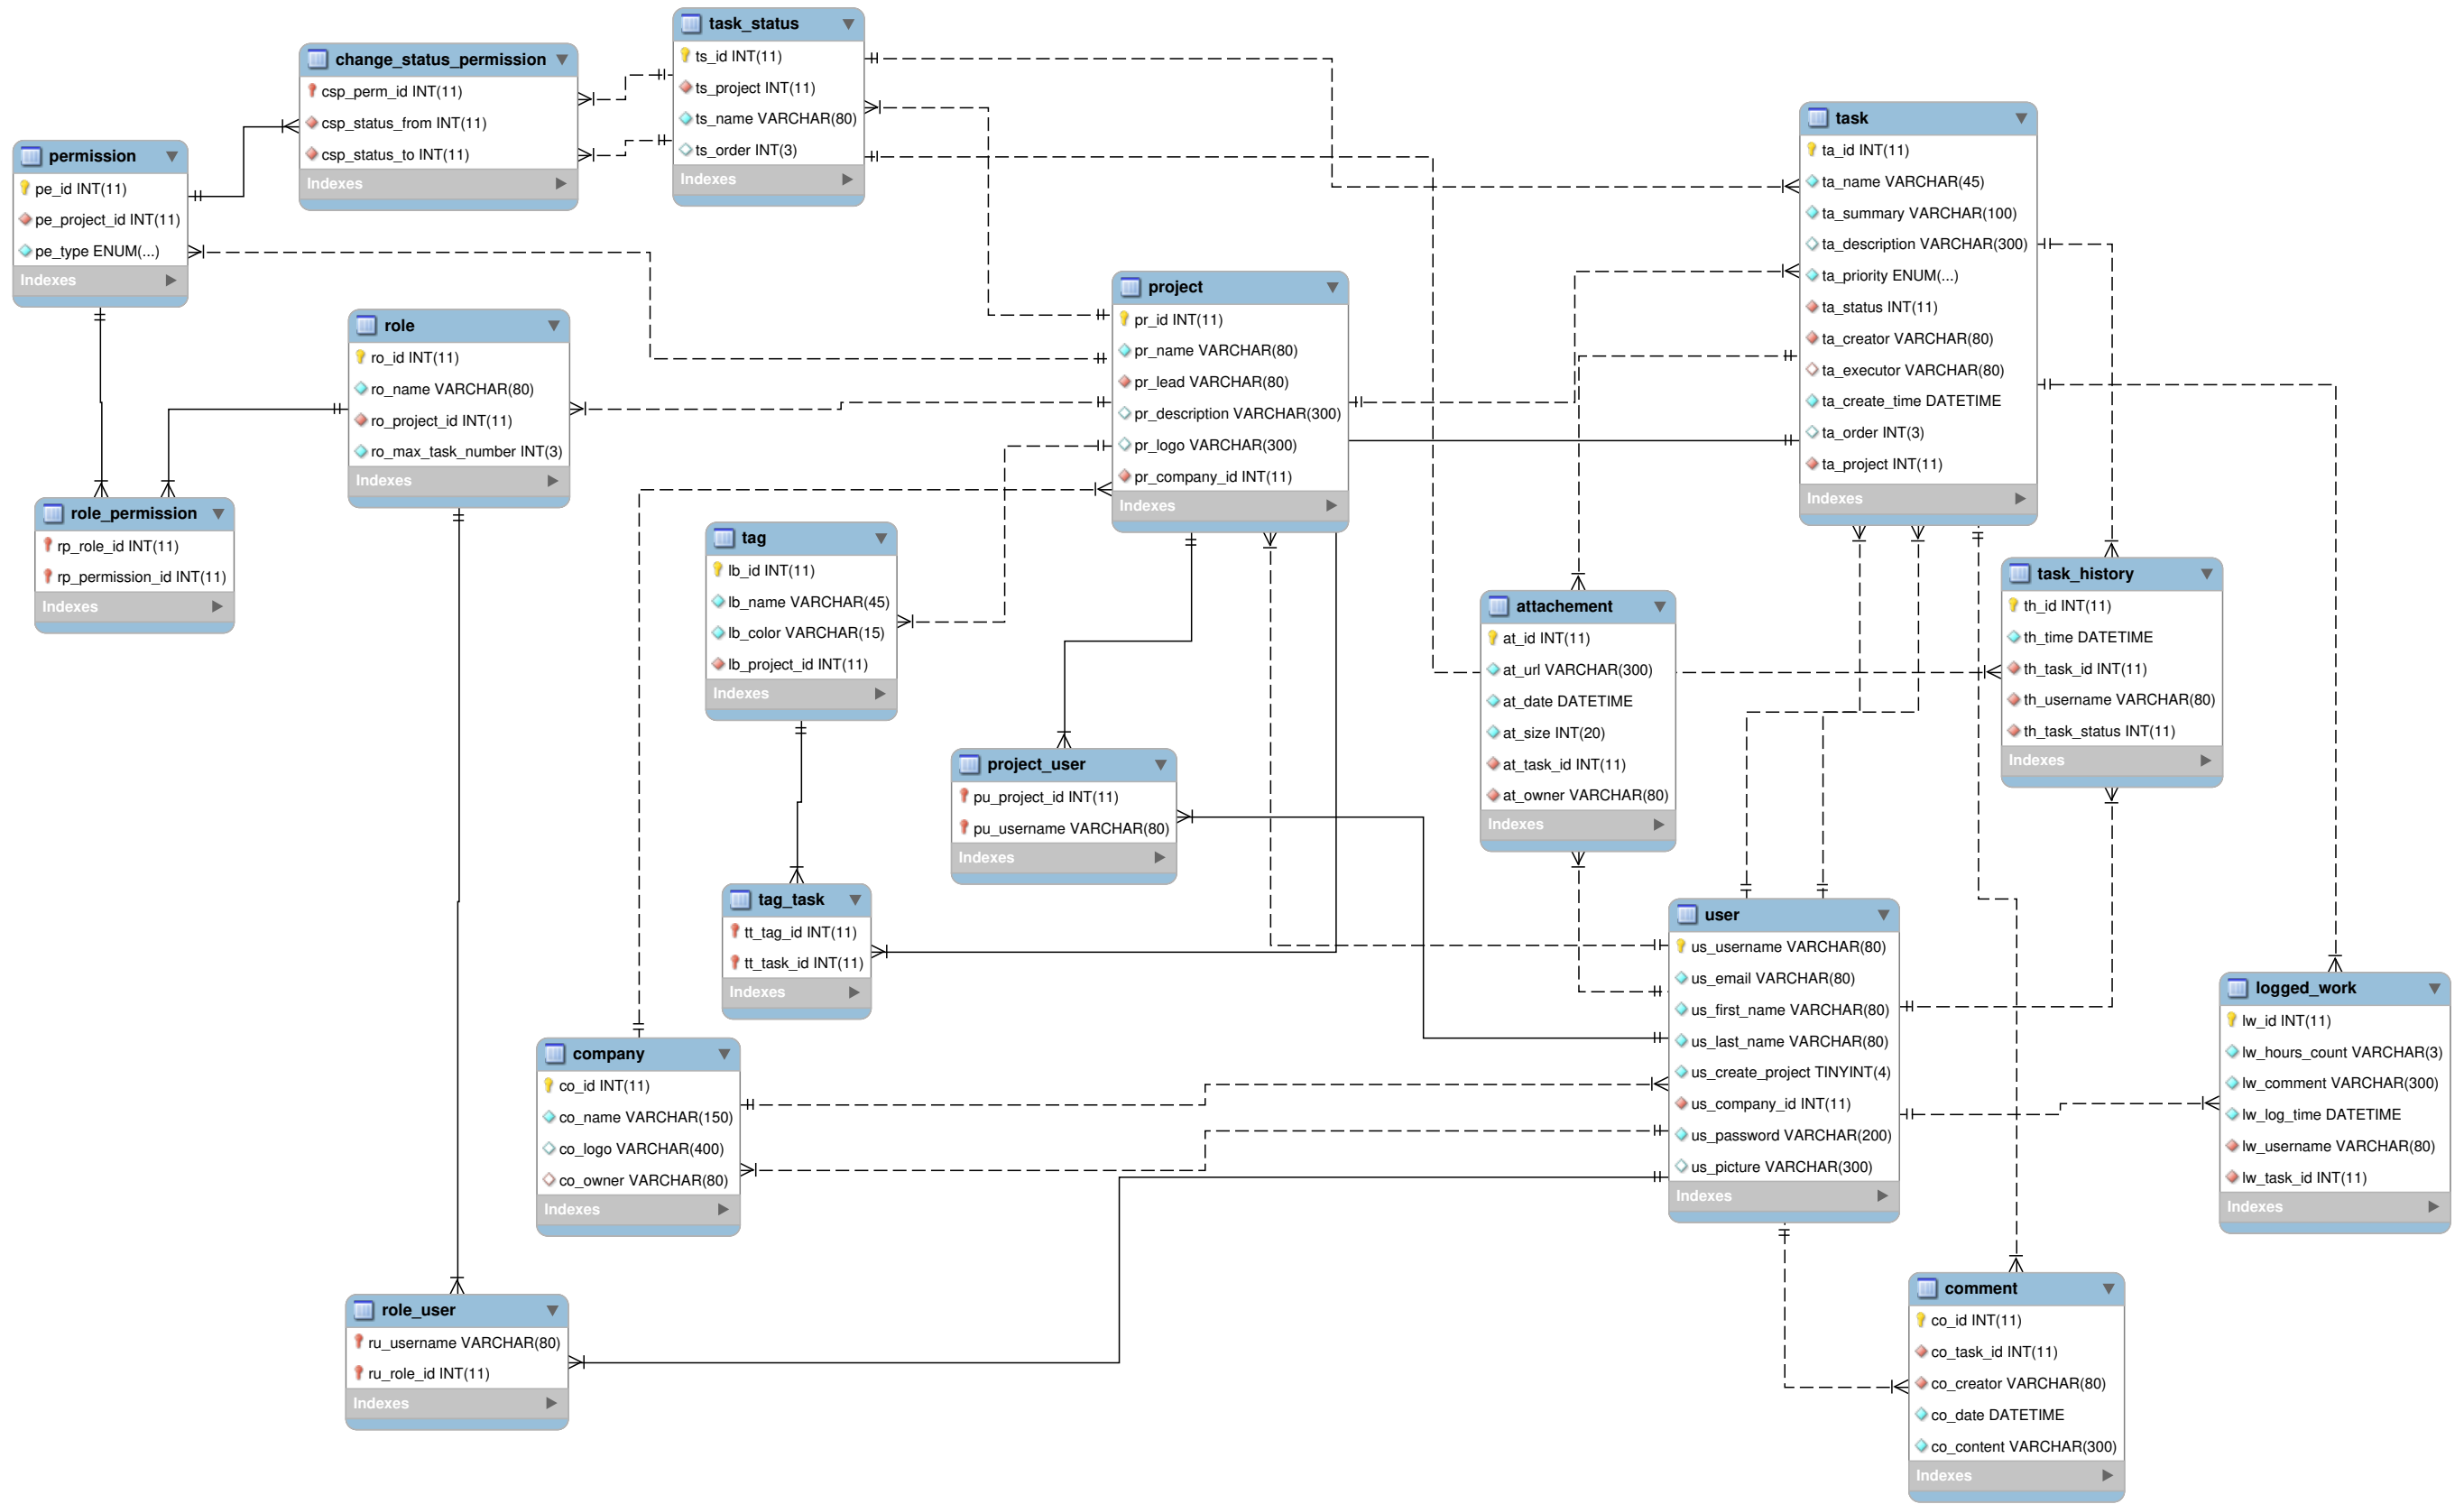 task_status
ts_id INT(11)
ts_project INT(11)
ts_name VARCHAR(80)
ts_order INT(3)
Indexes
change_status_permission
csp_perm_id INT(11)
csp_status_from INT(11)
csp_status_to INT(11)
Indexes
permission
pe_id INT(11)
pe_project_id INT(11)
pe_type ENUM(...)
Indexes
task
ta_id INT(11)
ta_name VARCHAR(45)
ta_summary VARCHAR(100)
ta_description VARCHAR(300)
ta_priority ENUM(...)
ta_status INT(11)
ta_creator VARCHAR(80)
ta_executor VARCHAR(80)
ta_create_time DATETIME
ta_order INT(3)
ta_project INT(11)
Indexes
project
pr_id INT(11)
pr_name VARCHAR(80)
pr_lead VARCHAR(80)
pr_description VARCHAR(300)
pr_logo VARCHAR(300)
pr_company_id INT(11)
Indexes
role
ro_id INT(11)
ro_name VARCHAR(80)
ro_project_id INT(11)
ro_max_task_number INT(3)
Indexes
role_permission
rp_role_id INT(11)
rp_permission_id INT(11)
Indexes
tag
lb_id INT(11)
lb_name VARCHAR(45)
lb_color VARCHAR(15)
lb_project_id INT(11)
Indexes
attachement
at_id INT(11)
at_url VARCHAR(300)
at_date DATETIME
at_size INT(20)
at_task_id INT(11)
at_owner VARCHAR(80)
Indexes
task_history
th_id INT(11)
th_time DATETIME
th_task_id INT(11)
th_username VARCHAR(80)
th_task_status INT(11)
Indexes
project_user
pu_project_id INT(11)
pu_username VARCHAR(80)
Indexes
tag_task
tt_tag_id INT(11)
tt_task_id INT(11)
Indexes
user
us_username VARCHAR(80)
us_email VARCHAR(80)
us_first_name VARCHAR(80)
us_last_name VARCHAR(80)
us_create_project TINYINT(4)
us_company_id INT(11)
us_password VARCHAR(200)
us_picture VARCHAR(300)
Indexes
logged_work
lw_id INT(11)
lw_hours_count VARCHAR(3)
lw_comment VARCHAR(300)
lw_log_time DATETIME
lw_username VARCHAR(80)
lw_task_id INT(11)
Indexes
company
co_id INT(11)
co_name VARCHAR(150)
co_logo VARCHAR(400)
co_owner VARCHAR(80)
Indexes
role_user
ru_username VARCHAR(80)
ru_role_id INT(11)
Indexes
comment
co_id INT(11)
co_task_id INT(11)
co_creator VARCHAR(80)
co_date DATETIME
co_content VARCHAR(300)
Indexes